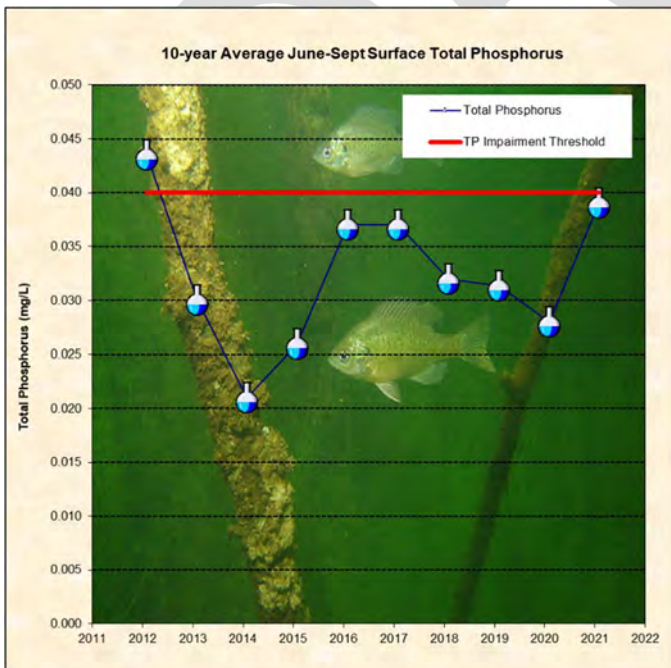 10-year Average June-Sept Surface Total Phosphorus
0.050
0.045
0.040
0.035
0.030
0.025
0.020
0.015
0.010
0.005
0.000
Total Phosphorus (mg/L)
Total Phosphorus
TP Impairment Threshold
2011 2012 2013 2014 2015 2016 2017 2018 2019 2020 2021 2022